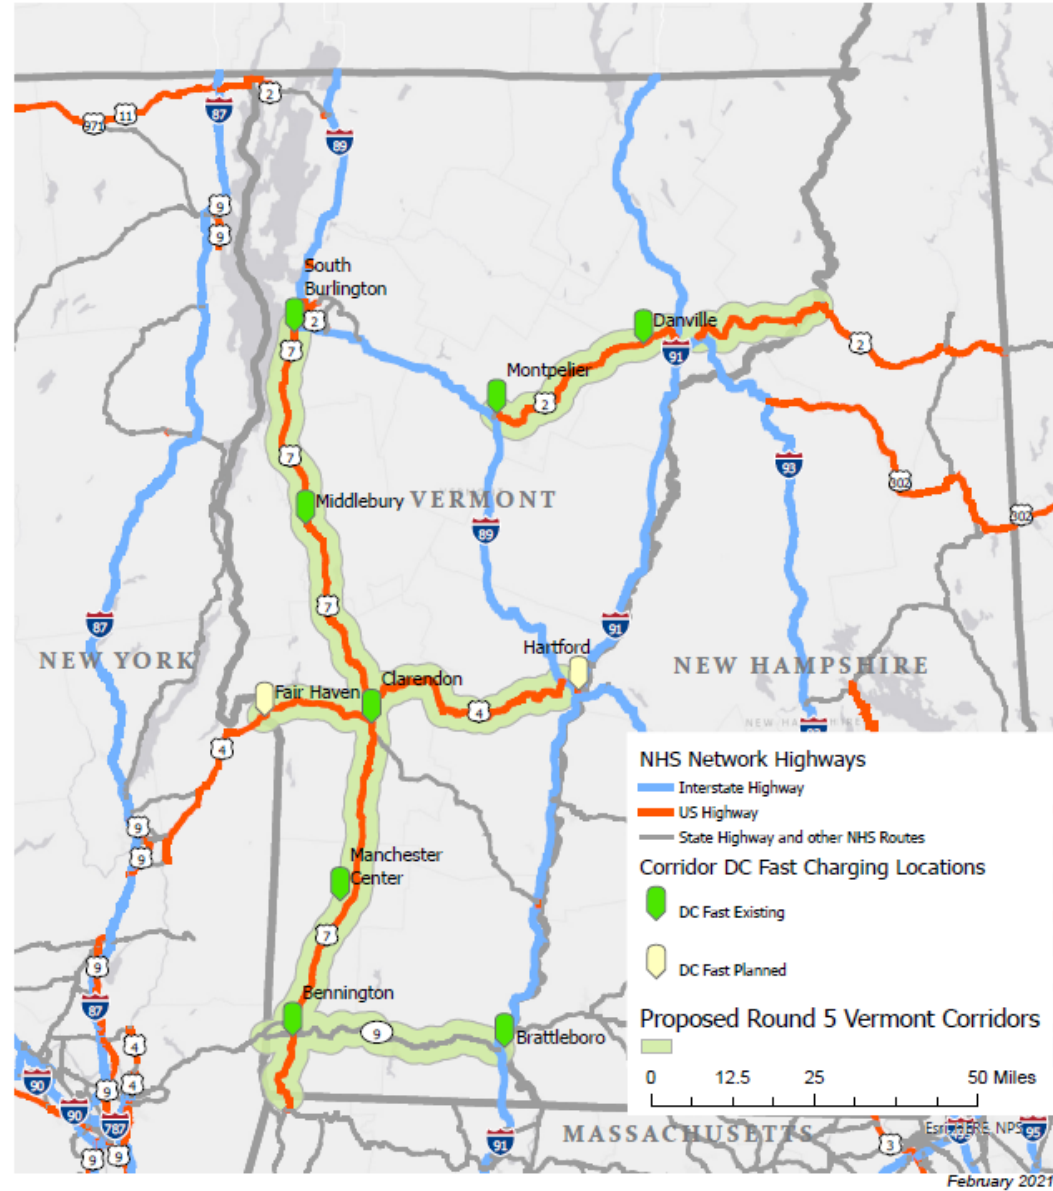 2
87
11
971
89
9
9
South
Burlington
2
7
Danville
91
2
Montpelier
2
7
93
302
302
Middlebury
VERMONT
89
7
87
91
Hartford
NEW YORK
NEW HAMPSHIRE
Clarendon
Fair Haven
4
4
NEW HAMPSHIRE
93
NHS Network Highways
Interstate Highway
US Highway
State Highway and other NHS Routes
Corridor DC Fast Charging Locations
DC Fast Existing
DC Fast Planned
Proposed Round 5 Vermont Corridors
0 12.5 25 50 Miles
9
9
Manchester
Center
7
9
87
Bennington
9
Brattleboro
4
90
9
4
90
787
9
9
91
MASSACHUSETTS
3
95
February 2021